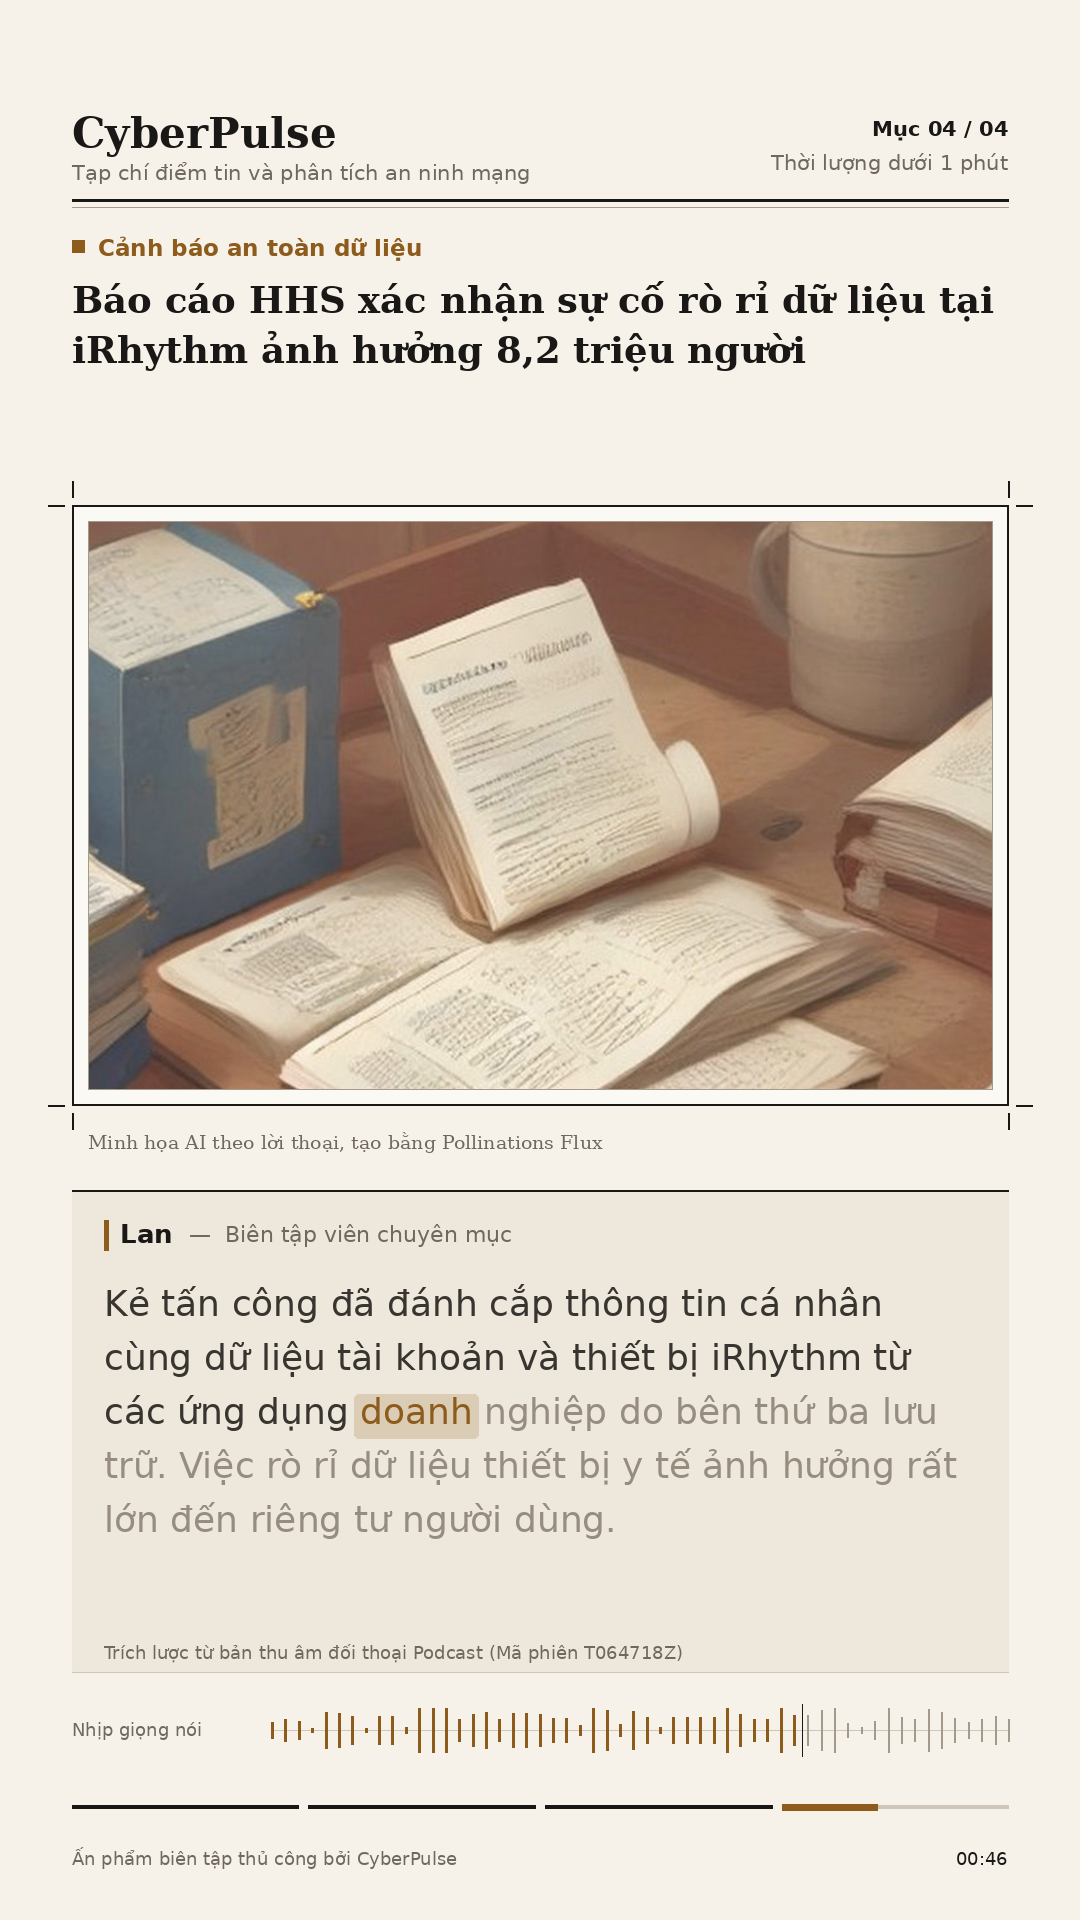 CyberPulse
Tạp chí điểm tin và phân tích an ninh mạng
Mục 04 / 04
Thời lượng dưới 1 phút
Cảnh báo an toàn dữ liệu
Báo cáo HHS xác nhận sự cố rò rỉ dữ liệu tại
iRhythm ảnh hưởng 8,2 triệu người
Minh họa AI theo lời thoại, tạo bằng Pollinations Flux
Lan — Biên tập viên chuyên mục
Kẻ tấn công đã đánh cắp thông tin cá nhân
cùng dữ liệu tài khoản và thiết bị iRhythm từ
các ứng dụng doanh nghiệp do bên thứ ba lưu
trữ. Việc rò rỉ dữ liệu thiết bị y tế ảnh hưởng rất
lớn đến riêng tư người dùng.
Trích lược từ bản thu âm đối thoại Podcast (Mã phiên T064718Z)
Nhịp giọng nói
Ấn phẩm biên tập thủ công bởi CyberPulse
00:46